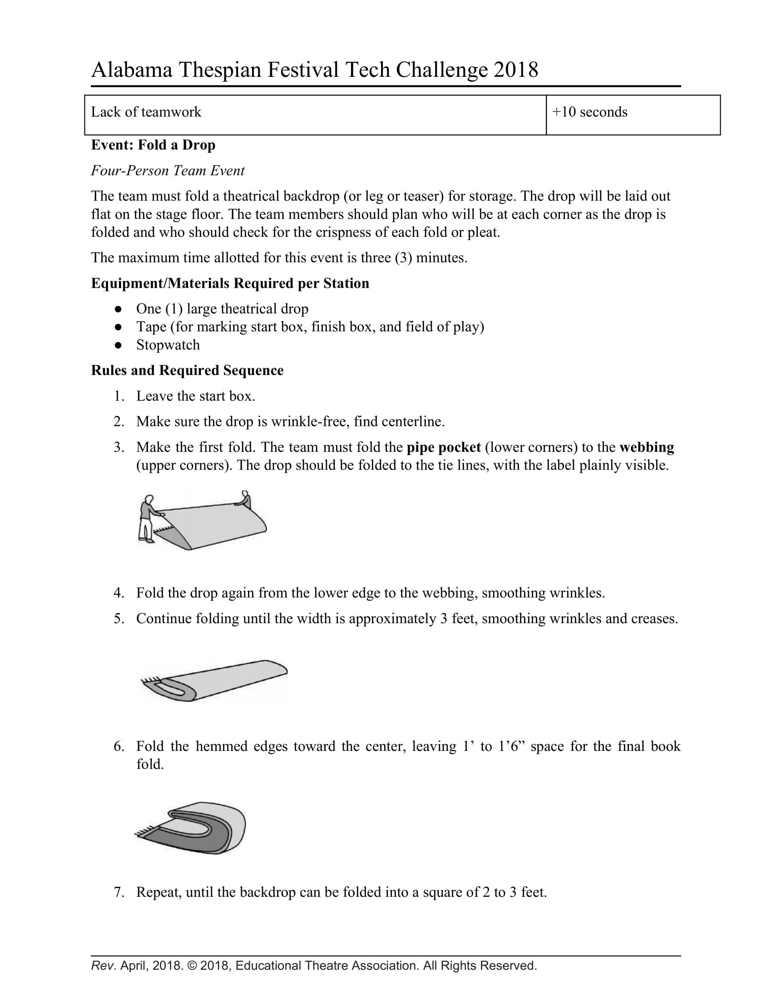 Alabama Thespian Festival Tech Challenge 2018
Lack of teamwork
+10 seconds
Event: Fold a Drop
Four-Person Team Event
The team must fold a theatrical backdrop (or leg or teaser) for storage. The drop will be laid out
flat on the stage floor. The team members should plan who will be at each corner as the drop is
folded and who should check for the crispness of each fold or pleat.
The maximum time allotted for this event is three (3) minutes.
Equipment/Materials Required per Station
● One (1) large theatrical drop
● Tape (for marking start box, finish box, and field of play)
● Stopwatch
Rules and Required Sequence
1. Leave the start box.
2. Make sure the drop is wrinkle-free, find centerline.
3. Make the first fold. The team must fold the pipe pocket (lower corners) to the webbing
(upper corners). The drop should be folded to the tie lines, with the label plainly visible.
4. Fold the drop again from the lower edge to the webbing, smoothing wrinkles.
5. Continue folding until the width is approximately 3 feet, smoothing wrinkles and creases.
6. Fold the hemmed edges toward the center, leaving 1’ to 1’6” space for the final book
fold.
7. Repeat, until the backdrop can be folded into a square of 2 to 3 feet.
Rev. April, 2018. © 2018, Educational Theatre Association. All Rights Reserved.